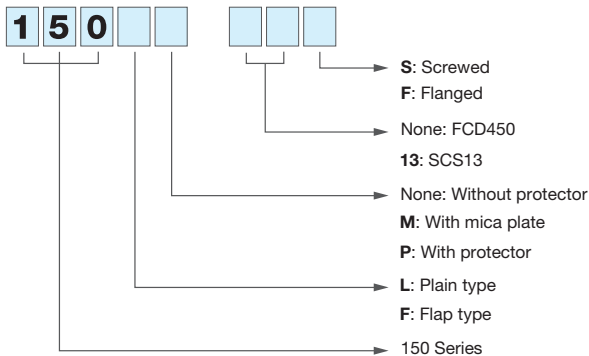 150
S: Screwed
F: Flanged
None: FCD450
13: SCS13
None: Without protector
M: With mica plate
P: With protector
L: Plain type
F: Flap type
150 Series